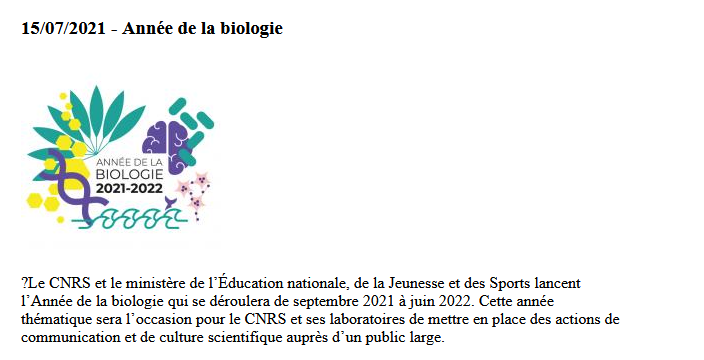 15/07/2021 - Année de la biologie
ANNÉE DE LA
BIOLOGIE
2021-2022
?Le CNRS et le ministère de l’Éducation nationale, de la Jeunesse et des Sports lancent
l’Année de la biologie qui se déroulera de septembre 2021 à juin 2022. Cette année
thématique sera l’occasion pour le CNRS et ses laboratoires de mettre en place des actions de
communication et de culture scientifique auprès d’un public large.